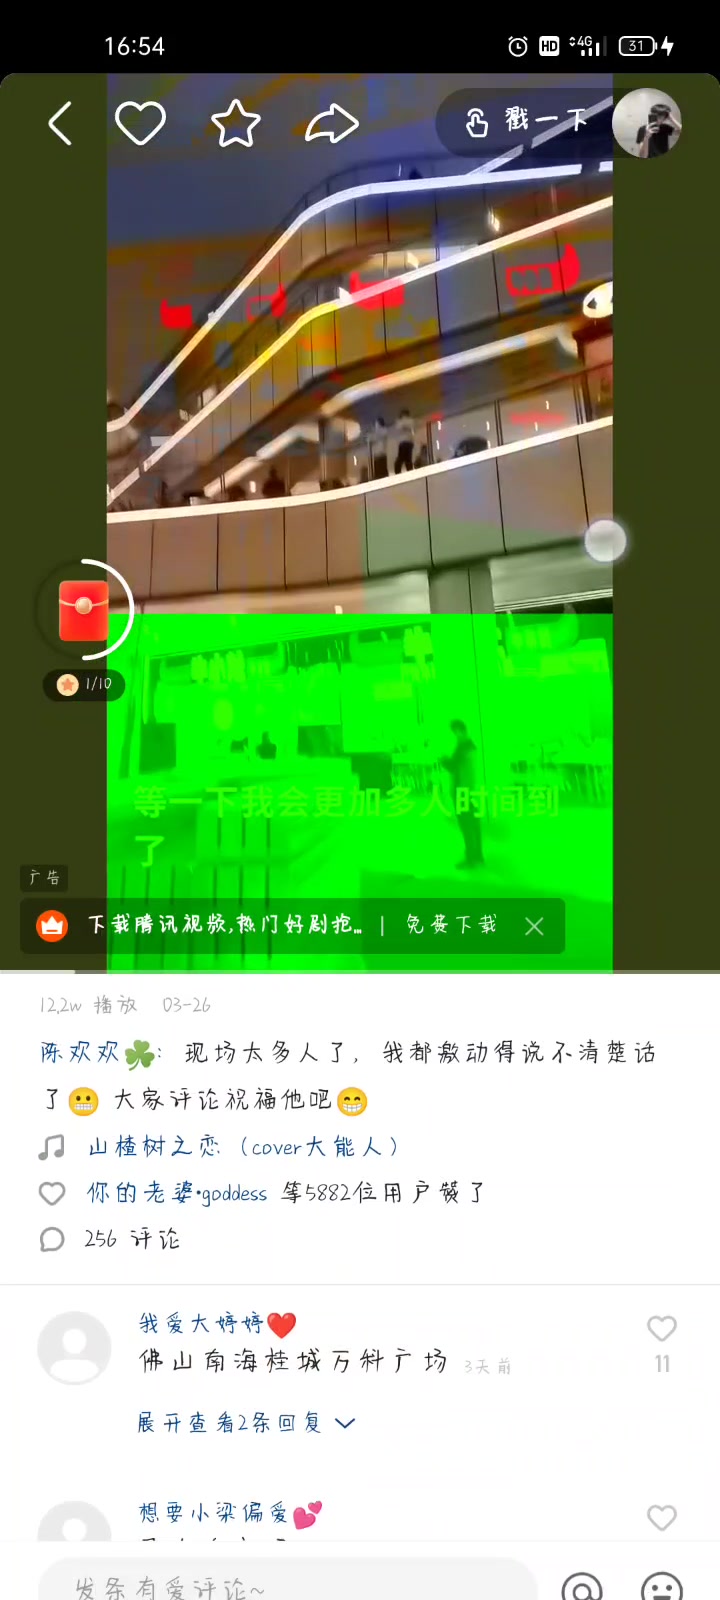 16:54
HD 4G 31
戳一下
1/10
等一下我会更加多人时间到
了
广告
下载腾讯视频,热门好剧抢... | 免费下载
12.2w 播放 03-26
陈欢欢☘️: 现场太多人了, 我都激动得说不清楚话
了😬 大家评论祝福他吧😁
山楂树之恋 (cover大能人)
你的老婆•goddess 等5882位用户赞了
256 评论
我爱大婷婷❤️
佛山南海桂城万科广场 3天前
11
展开查看2条回复
想要小梁偏爱💕
发条有爱评论~